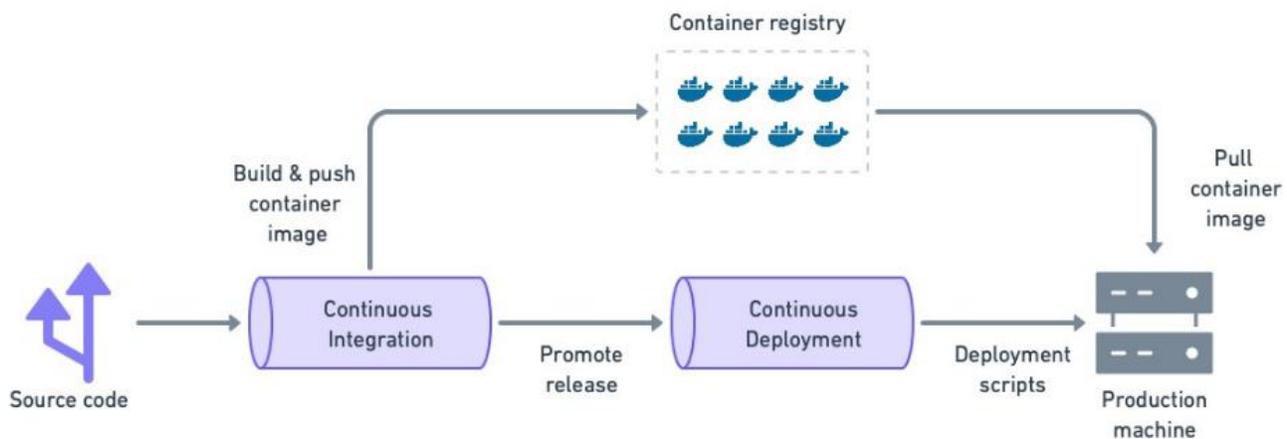 Container registry
Build & push
container
image
Pull
container
image
Continuous
Integration
Continuous
Deployment
Promote
release
Deployment
scripts
Source code
Production
machine